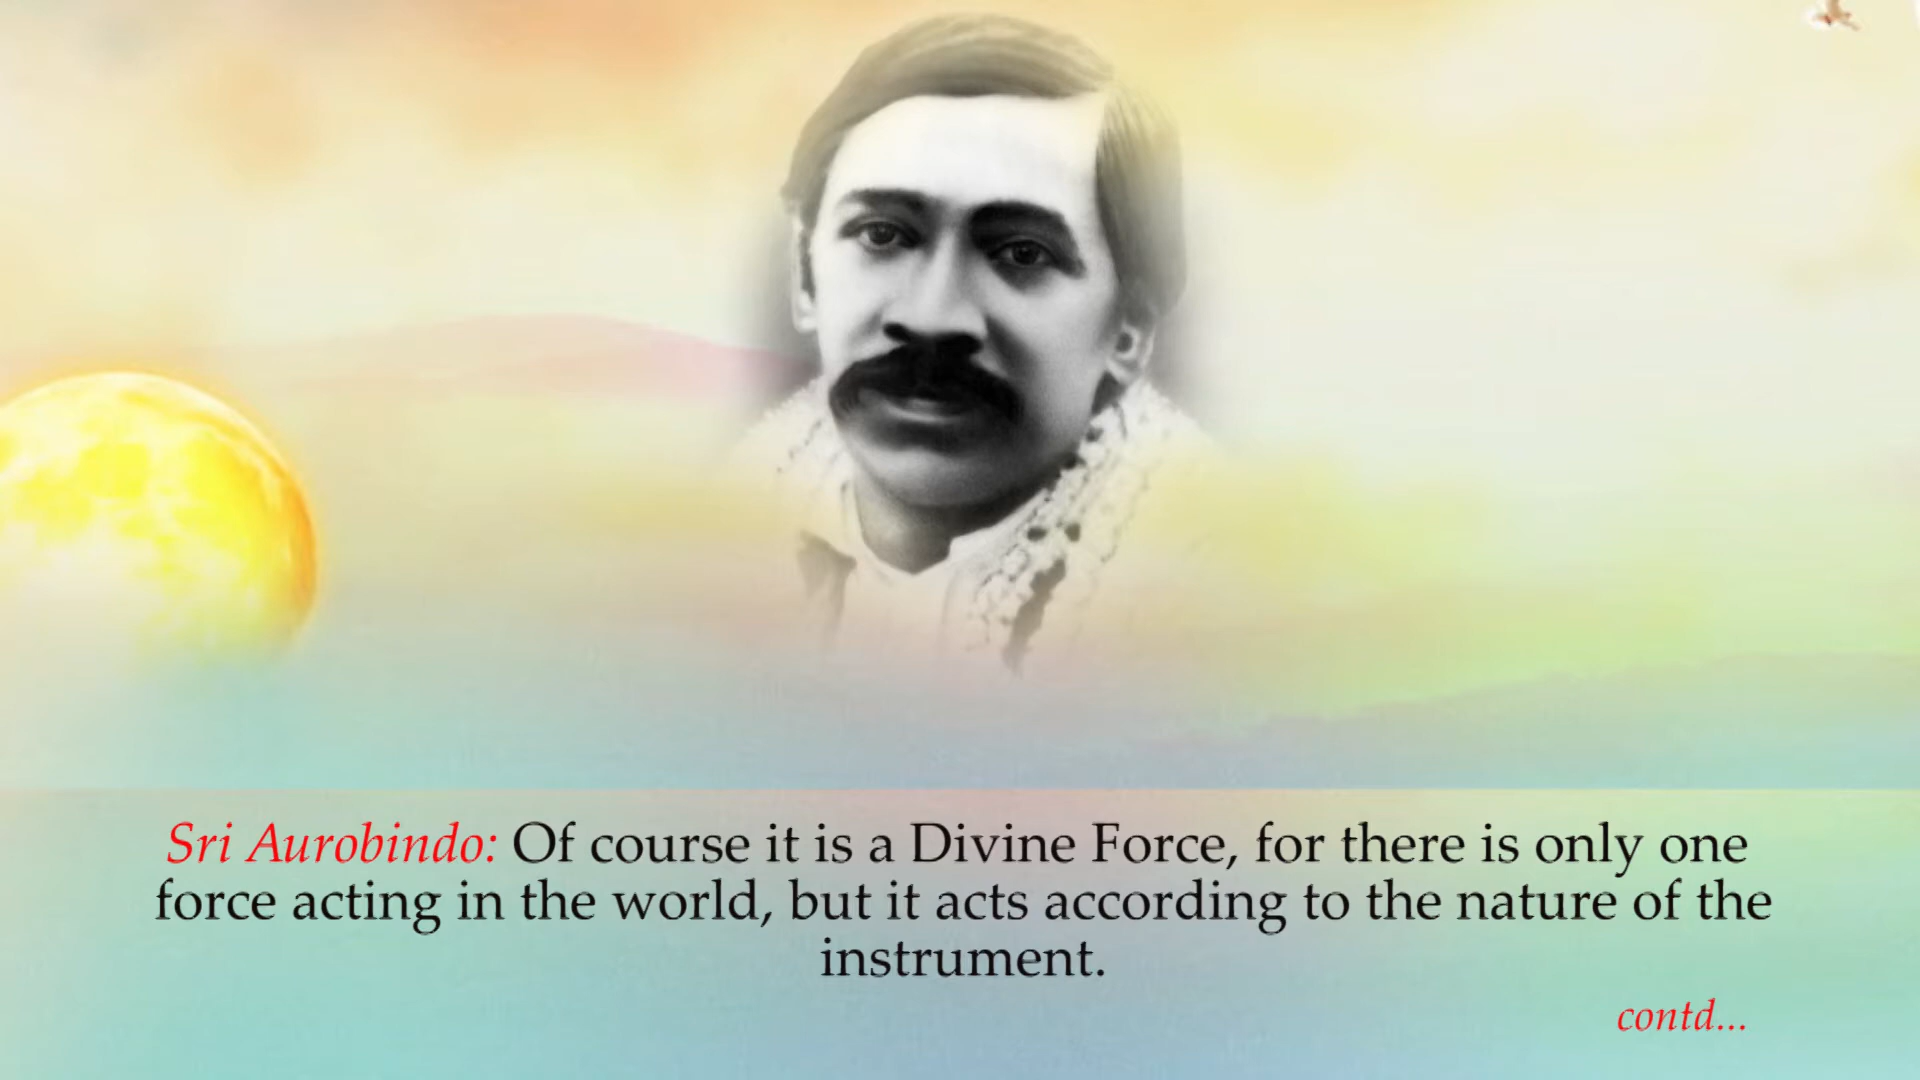 Sri Aurobindo: Of course it is a Divine Force, for there is only one
force acting in the world, but it acts according to the nature of the
instrument.
contd...